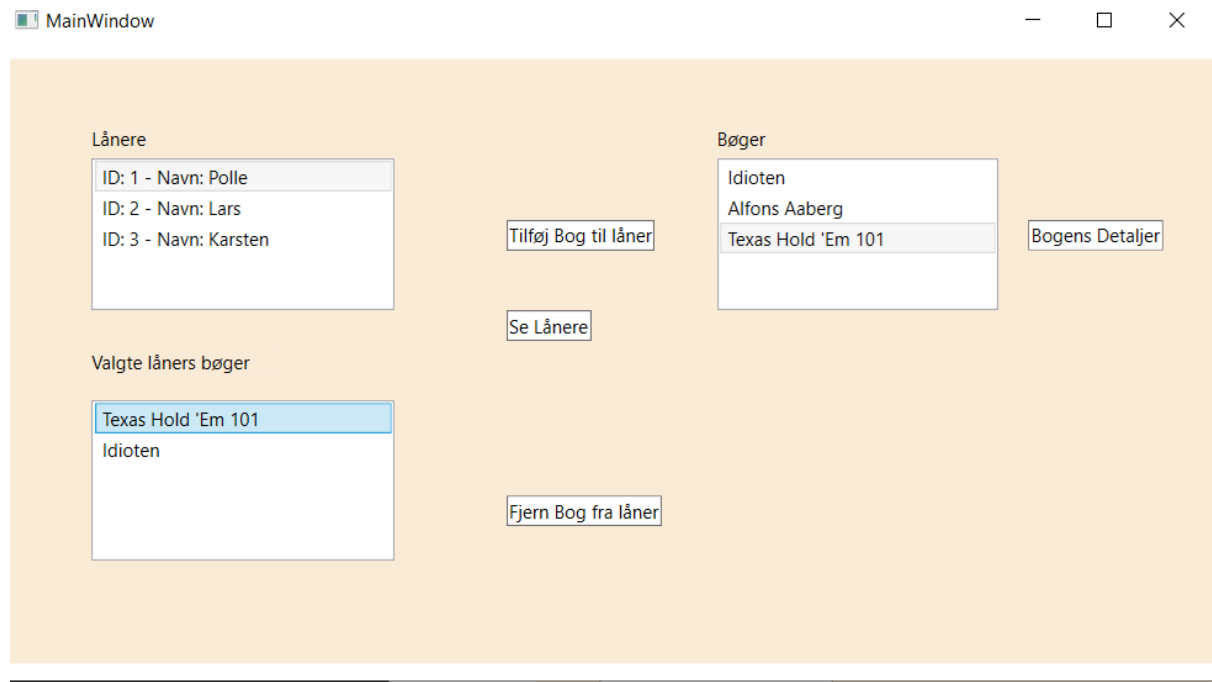 MainWindow
Lånere
ID: 1 - Navn: Polle
ID: 2 - Navn: Lars
ID: 3 - Navn: Karsten
Tilføj Bog til låner
Se Lånere
Bøger
Idioten
Alfons Aaberg
Texas Hold 'Em 101
Bogens Detaljer
Valgte låners bøger
Texas Hold 'Em 101
Idioten
Fjern Bog fra låner